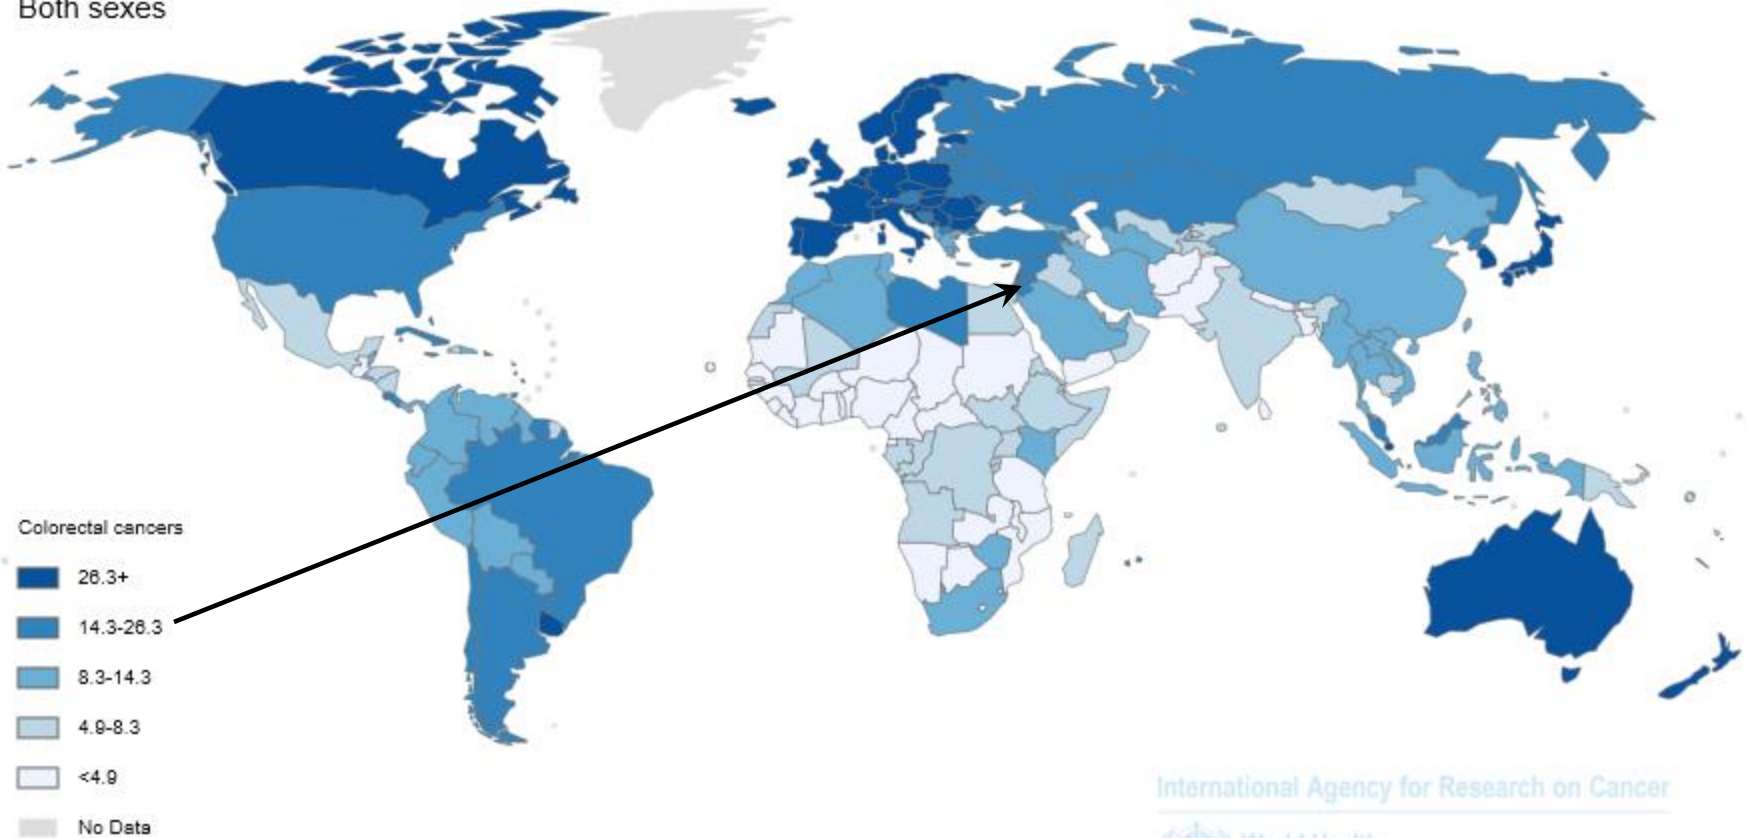 Both sexes
Colorectal cancers
26.3+
14.3-26.3
8.3-14.3
4.9-8.3
<4.9
No Data
International Agency for Research on Cancer